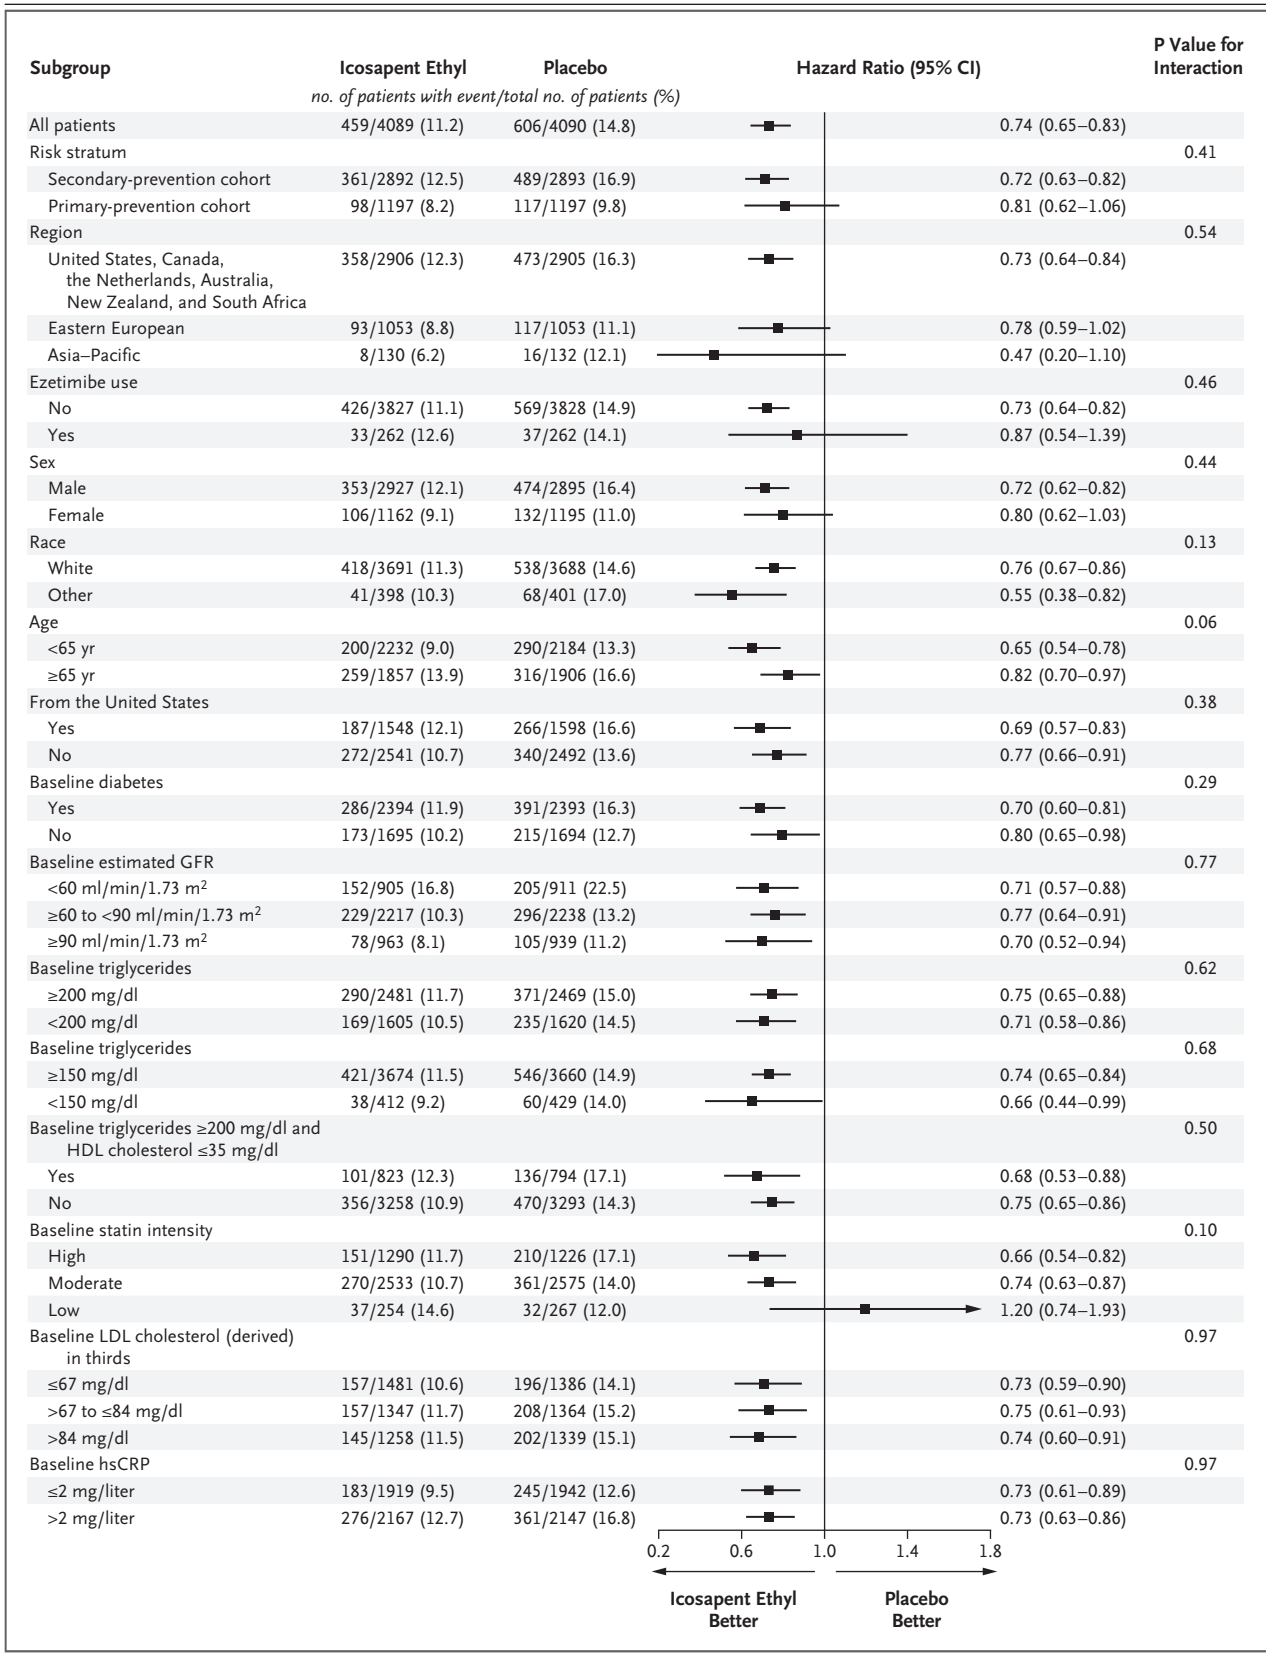 P Value for
Subgroup Icosapent Ethyl Placebo Hazard Ratio (95% CI) Interaction
no. of patients with event/total no. of patients (%)
All patients 459/4089 (11.2) 606/4090 (14.8) 0.74 (0.65–0.83)
Risk stratum 0.41
Secondary-prevention cohort 361/2892 (12.5) 489/2893 (16.9) 0.72 (0.63–0.82)
Primary-prevention cohort 98/1197 (8.2) 117/1197 (9.8) 0.81 (0.62–1.06)
Region 0.54
United States, Canada, 358/2906 (12.3) 473/2905 (16.3) 0.73 (0.64–0.84)
the Netherlands, Australia,
New Zealand, and South Africa
Eastern European 93/1053 (8.8) 117/1053 (11.1) 0.78 (0.59–1.02)
Asia–Pacific 8/130 (6.2) 16/132 (12.1) 0.47 (0.20–1.10)
Ezetimibe use 0.46
No 426/3827 (11.1) 569/3828 (14.9) 0.73 (0.64–0.82)
Yes 33/262 (12.6) 37/262 (14.1) 0.87 (0.54–1.39)
Sex 0.44
Male 353/2927 (12.1) 474/2895 (16.4) 0.72 (0.62–0.82)
Female 106/1162 (9.1) 132/1195 (11.0) 0.80 (0.62–1.03)
Race 0.13
White 418/3691 (11.3) 538/3688 (14.6) 0.76 (0.67–0.86)
Other 41/398 (10.3) 68/401 (17.0) 0.55 (0.38–0.82)
Age 0.06
<65 yr 200/2232 (9.0) 290/2184 (13.3) 0.65 (0.54–0.78)
≥65 yr 259/1857 (13.9) 316/1906 (16.6) 0.82 (0.70–0.97)
From the United States 0.38
Yes 187/1548 (12.1) 266/1598 (16.6) 0.69 (0.57–0.83)
No 272/2541 (10.7) 340/2492 (13.6) 0.77 (0.66–0.91)
Baseline diabetes 0.29
Yes 286/2394 (11.9) 391/2393 (16.3) 0.70 (0.60–0.81)
No 173/1695 (10.2) 215/1694 (12.7) 0.80 (0.65–0.98)
Baseline estimated GFR 0.77
<60 ml/min/1.73 m² 152/905 (16.8) 205/911 (22.5) 0.71 (0.57–0.88)
≥60 to <90 ml/min/1.73 m² 229/2217 (10.3) 296/2238 (13.2) 0.77 (0.64–0.91)
≥90 ml/min/1.73 m² 78/963 (8.1) 105/939 (11.2) 0.70 (0.52–0.94)
Baseline triglycerides 0.62
≥200 mg/dl 290/2481 (11.7) 371/2469 (15.0) 0.75 (0.65–0.88)
<200 mg/dl 169/1605 (10.5) 235/1620 (14.5) 0.71 (0.58–0.86)
Baseline triglycerides 0.68
≥150 mg/dl 421/3674 (11.5) 546/3660 (14.9) 0.74 (0.65–0.84)
<150 mg/dl 38/412 (9.2) 60/429 (14.0) 0.66 (0.44–0.99)
Baseline triglycerides ≥200 mg/dl and 0.50
HDL cholesterol ≤35 mg/dl
Yes 101/823 (12.3) 136/794 (17.1) 0.68 (0.53–0.88)
No 356/3258 (10.9) 470/3293 (14.3) 0.75 (0.65–0.86)
Baseline statin intensity 0.10
High 151/1290 (11.7) 210/1226 (17.1) 0.66 (0.54–0.82)
Moderate 270/2533 (10.7) 361/2575 (14.0) 0.74 (0.63–0.87)
Low 37/254 (14.6) 32/267 (12.0) 1.20 (0.74–1.93)
Baseline LDL cholesterol (derived) 0.97
in thirds
≤67 mg/dl 157/1481 (10.6) 196/1386 (14.1) 0.73 (0.59–0.90)
>67 to ≤84 mg/dl 157/1347 (11.7) 208/1364 (15.2) 0.75 (0.61–0.93)
>84 mg/dl 145/1258 (11.5) 202/1339 (15.1) 0.74 (0.60–0.91)
Baseline hsCRP 0.97
≤2 mg/liter 183/1919 (9.5) 245/1942 (12.6) 0.73 (0.61–0.89)
>2 mg/liter 276/2167 (12.7) 361/2147 (16.8) 0.73 (0.63–0.86)
0.2 0.6 1.0 1.4 1.8
Icosapent Ethyl Placebo
Better Better